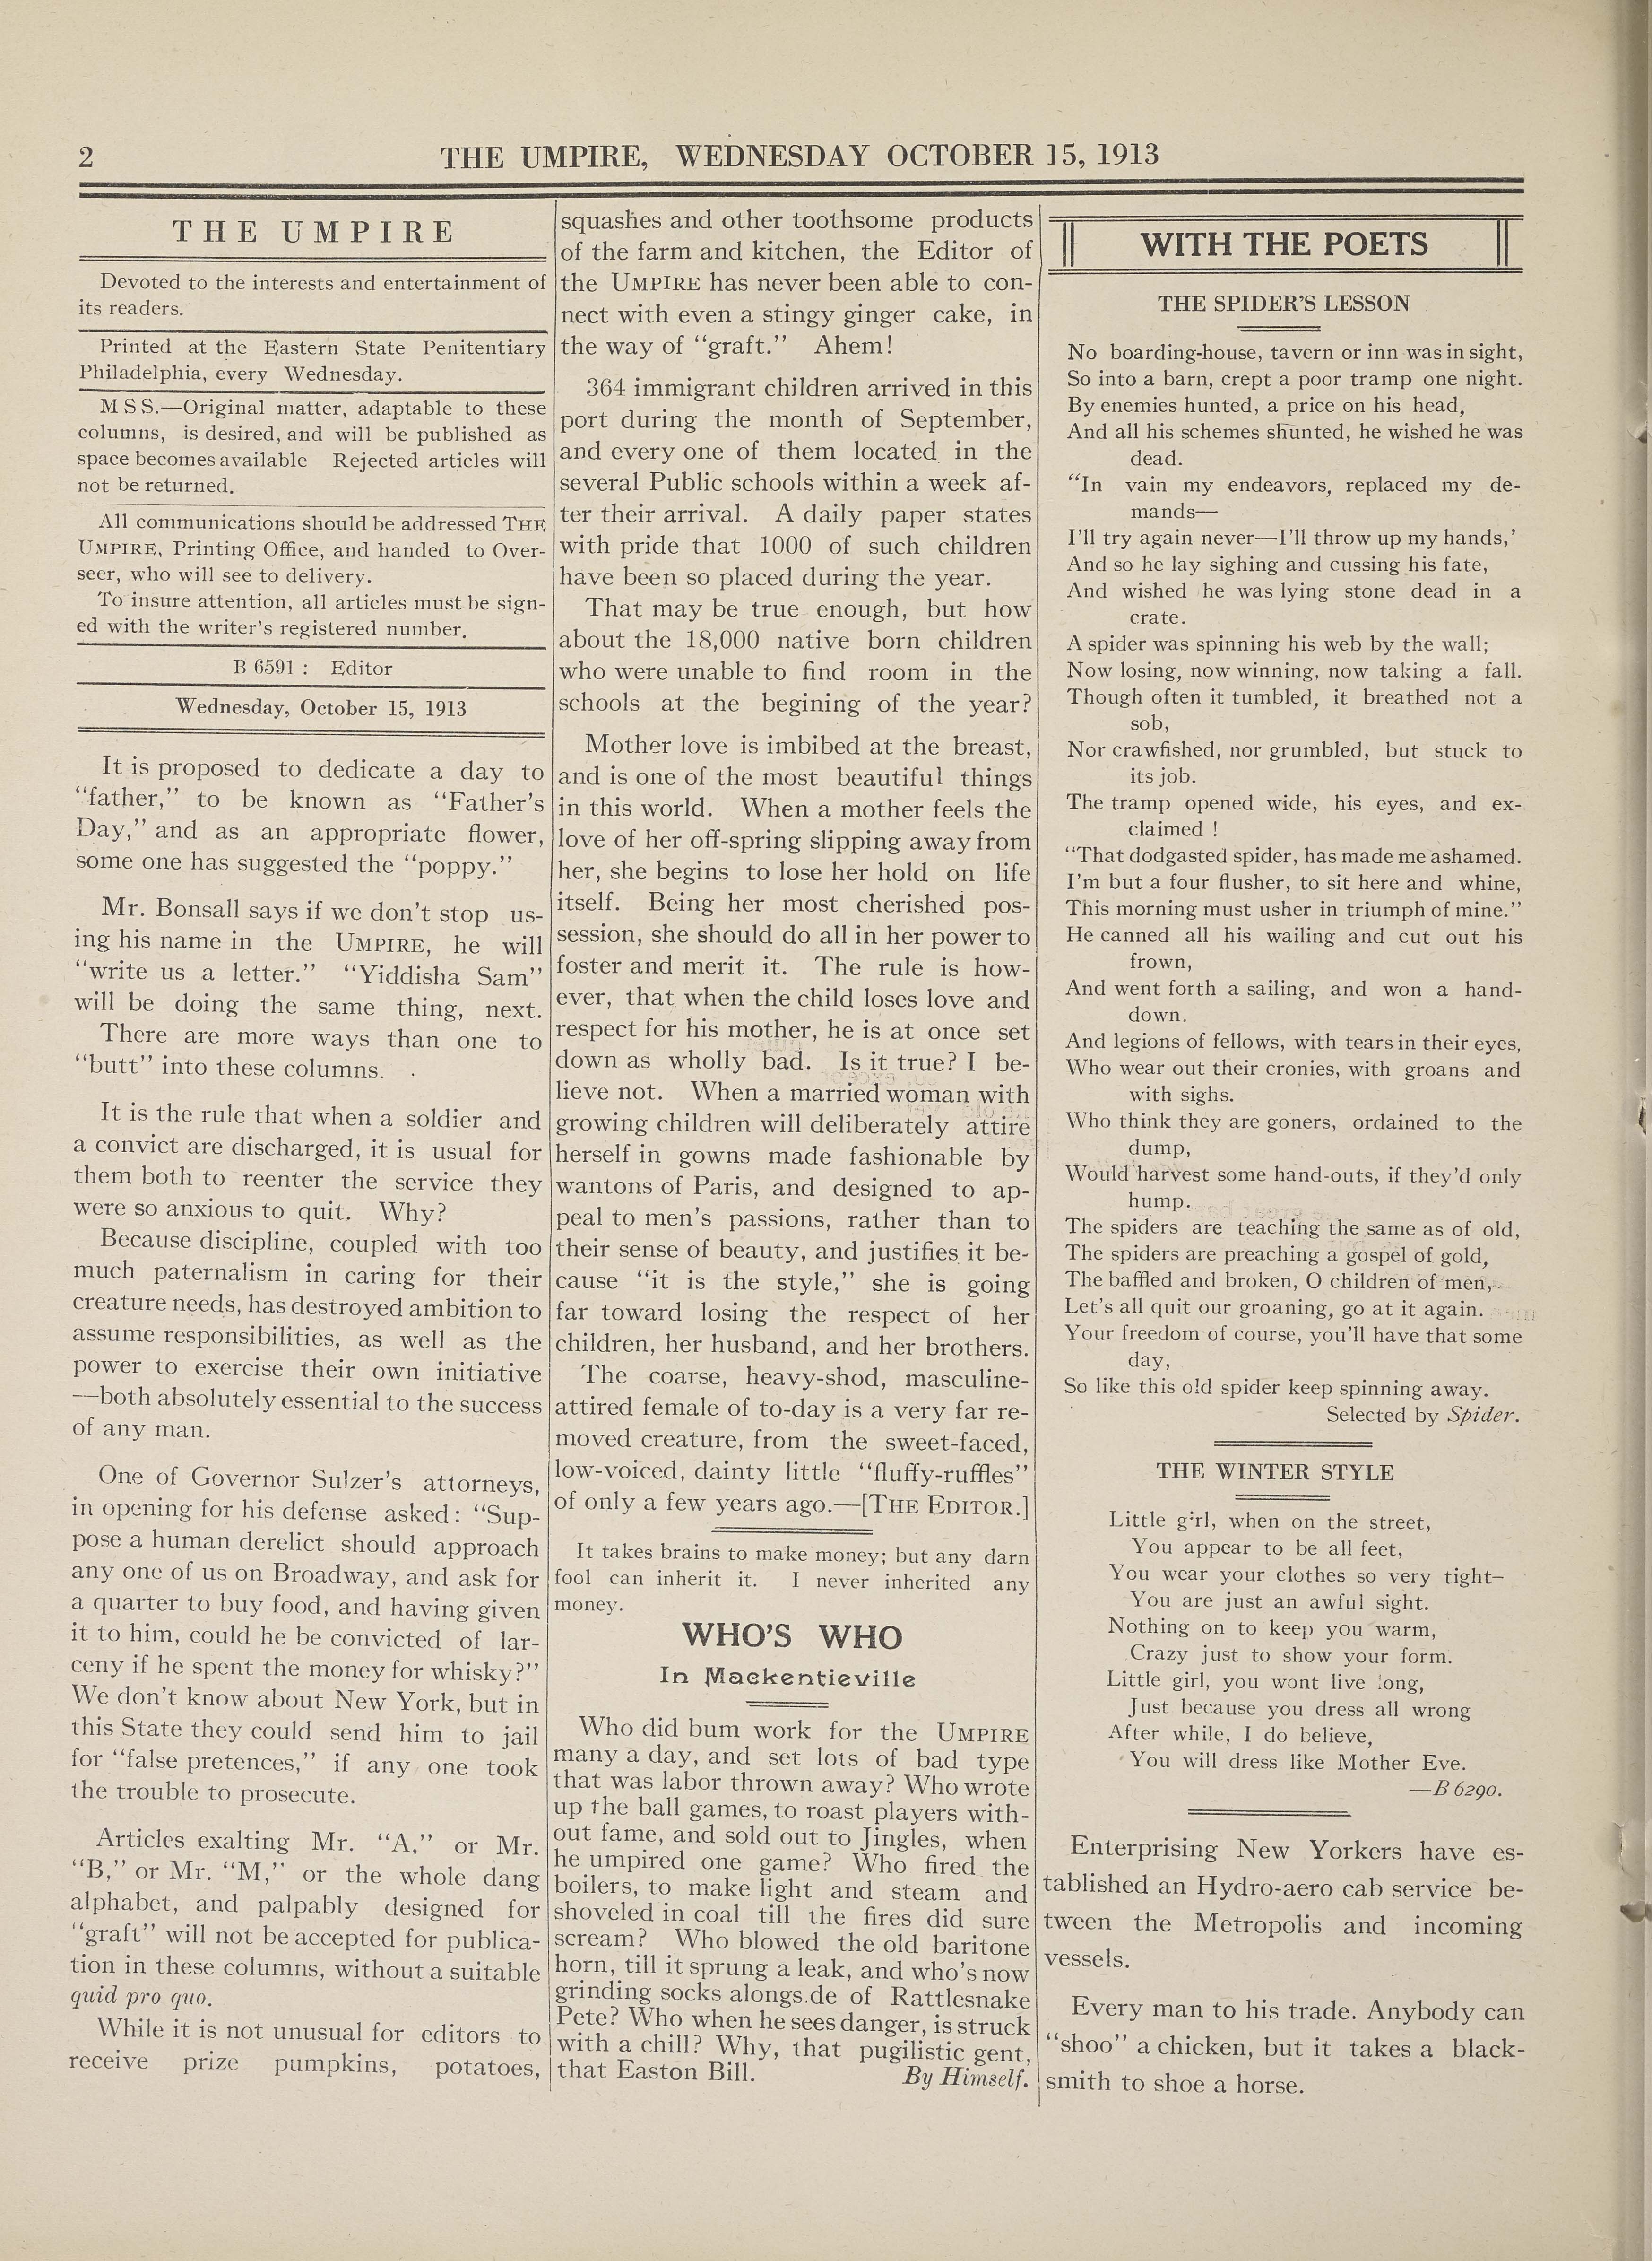 2
THE UMPIRE, WEDNESDAY OCTOBER 15, 1913
THE UMPIRE
Devoted to the interests and entertainment of
its readers.
Printed at the Eastern State Penitentiary
Philadelphia, every Wednesday.
MSS.—Original matter, adaptable to these
columns, is desired, and will be published as
space becomes available Rejected articles will
not be returned.
All communications should be addressed THE
UMPIRE, Printing Office, and handed to Over-
seer, who will see to delivery.
To insure attention, all articles must be sign-
ed with the writer's registered number.
B 6591 : Editor
Wednesday, October 15, 1913
It is proposed to dedicate a day to
“father,” to be known as “Father's
Day,” and as an appropriate flower,
some one has suggested the “poppy.”
Mr. Bonsall says if we don't stop us-
ing his name in the UMPIRE, he will
“write us a letter.” “Yiddisha Sam”
will be doing the same thing, next.
There are more ways than one to
“butt” into these columns.
It is the rule that when a soldier and
a convict are discharged, it is usual for
them both to reenter the service they
were so anxious to quit. Why?
Because discipline, coupled with too
much paternalism in caring for their
creature needs, has destroyed ambition to
assume responsibilities, as well as the
power to exercise their own initiative
—both absolutely essential to the success
of any man.
One of Governor Sulzer's attorneys,
in opening for his defense asked: “Sup-
pose a human derelict should approach
any one of us on Broadway, and ask for
a quarter to buy food, and having given
it to him, could he be convicted of lar-
ceny if he spent the money for whisky?”
We don't know about New York, but in
this State they could send him to jail
for “false pretences,” if any one took
the trouble to prosecute.
Articles exalting Mr. “A,” or Mr.
“B,” or Mr. “M,” or the whole dang
alphabet, and palpably designed for
“graft” will not be accepted for publica-
tion in these columns, without a suitable
quid pro quo.
While it is not unusual for editors to
receive prize pumpkins, potatoes,
squashes and other toothsome products
of the farm and kitchen, the Editor of
the UMPIRE has never been able to con-
nect with even a stingy ginger cake, in
the way of “graft.” Ahem!
364 immigrant children arrived in this
port during the month of September,
and every one of them located in the
several Public schools within a week af-
ter their arrival. A daily paper states
with pride that 1000 of such children
have been so placed during the year.
That may be true enough, but how
about the 18,000 native born children
who were unable to find room in the
schools at the begining of the year?
Mother love is imbibed at the breast,
and is one of the most beautiful things
in this world. When a mother feels the
love of her off-spring slipping away from
her, she begins to lose her hold on life
itself. Being her most cherished pos-
session, she should do all in her power to
foster and merit it. The rule is how-
ever, that when the child loses love and
respect for his mother, he is at once set
down as wholly bad. Is it true? I be-
lieve not. When a married woman with
growing children will deliberately attire
herself in gowns made fashionable by
wantons of Paris, and designed to ap-
peal to men's passions, rather than to
their sense of beauty, and justifies it be-
cause “it is the style,” she is going
far toward losing the respect of her
children, her husband, and her brothers.
The coarse, heavy-shod, masculine-
attired female of to-day is a very far re-
moved creature, from the sweet-faced,
low-voiced, dainty little “fluffy-ruffles”
of only a few years ago.—[THE EDITOR.]
It takes brains to make money; but any darn
fool can inherit it. I never inherited any
money.
WHO'S WHO
In Mackentieville
Who did bum work for the UMPIRE
many a day, and set lots of bad type
that was labor thrown away? Who wrote
up the ball games, to roast players with-
out fame, and sold out to Jingles, when
he umpired one game? Who fired the
boilers, to make light and steam and
shoveled in coal till the fires did sure
scream? Who blowed the old baritone
horn, till it sprung a leak, and who's now
grinding socks alongs.de of Rattlesnake
Pete? Who when he sees danger, is struck
with a chill? Why, that pugilistic gent,
that Easton Bill. By Himself.
WITH THE POETS
THE SPIDER'S LESSON
No boarding-house, tavern or inn was in sight,
So into a barn, crept a poor tramp one night.
By enemies hunted, a price on his head,
And all his schemes shunted, he wished he was
dead.
“In vain my endeavors, replaced my de-
mands—
I'll try again never—I'll throw up my hands,'
And so he lay sighing and cussing his fate,
And wished he was lying stone dead in a
crate.
A spider was spinning his web by the wall;
Now losing, now winning, now taking a fall.
Though often it tumbled, it breathed not a
sob,
Nor crawfished, nor grumbled, but stuck to
its job.
The tramp opened wide, his eyes, and ex-
claimed !
“That dodgasted spider, has made me ashamed.
I'm but a four flusher, to sit here and whine,
This morning must usher in triumph of mine.”
He canned all his wailing and cut out his
frown,
And went forth a sailing, and won a hand-
down.
And legions of fellows, with tears in their eyes,
Who wear out their cronies, with groans and
with sighs.
Who think they are goners, ordained to the
dump,
Would harvest some hand-outs, if they'd only
hump.
The spiders are teaching the same as of old,
The spiders are preaching a gospel of gold,
The baffled and broken, O children of men,
Let's all quit our groaning, go at it again.
Your freedom of course, you'll have that some
day,
So like this old spider keep spinning away.
Selected by Spider.
THE WINTER STYLE
Little girl, when on the street,
You appear to be all feet,
You wear your clothes so very tight—
You are just an awful sight.
Nothing on to keep you warm,
Crazy just to show your form.
Little girl, you wont live long,
Just because you dress all wrong
After while, I do believe,
You will dress like Mother Eve.
—B 6290.
Enterprising New Yorkers have es-
tablished an Hydro-aero cab service be-
tween the Metropolis and incoming
vessels.
Every man to his trade. Anybody can
“shoo” a chicken, but it takes a black-
smith to shoe a horse.